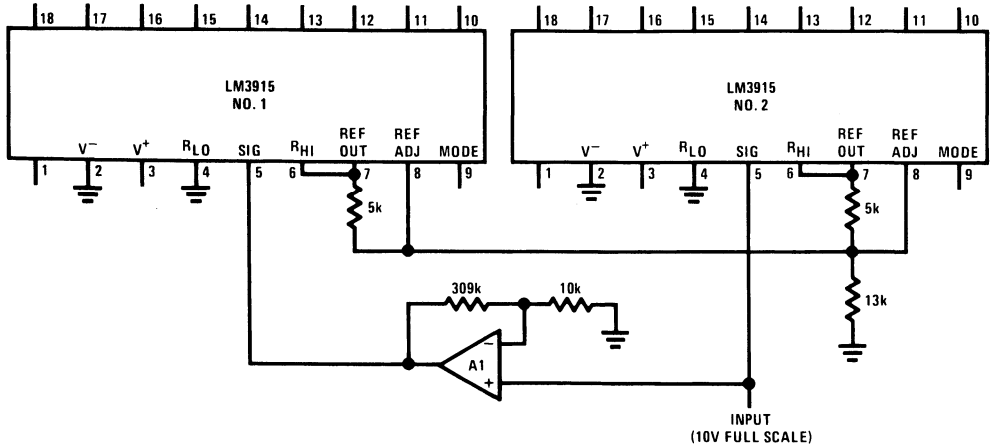 18 17 16 15 14 13 12 11 10
18 17 16 15 14 13 12 11 10
LM3915
NO. 1
LM3915
NO. 2
V− V+ RLO SIG RHI REF OUT REF ADJ MODE
V− V+ RLO SIG RHI REF OUT REF ADJ MODE
1 2 3 4 5 6 7 8 9
1 2 3 4 5 6 7 8 9
5k
5k
309k
10k
13k
A1
−
+
INPUT
(10V FULL SCALE)